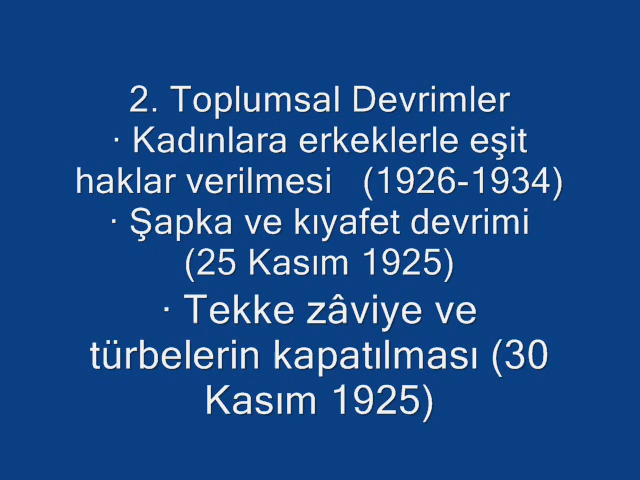 2. Toplumsal Devrimler
· Kadınlara erkeklerle eşit
haklar verilmesi (1926-1934)
· Şapka ve kıyafet devrimi
(25 Kasım 1925)
· Tekke zâviye ve
türbelerin kapatılması (30
Kasım 1925)